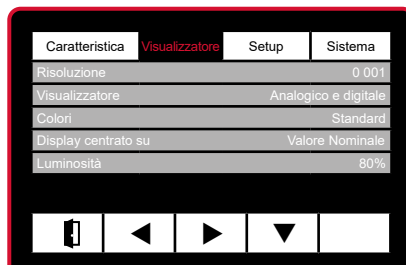 Caratteristica Visualizzatore Setup Sistema
Risoluzione 0 001
Visualizzatore Analogico e digitale
Colori Standard
Display centrato su Valore Nominale
Luminosità 80%